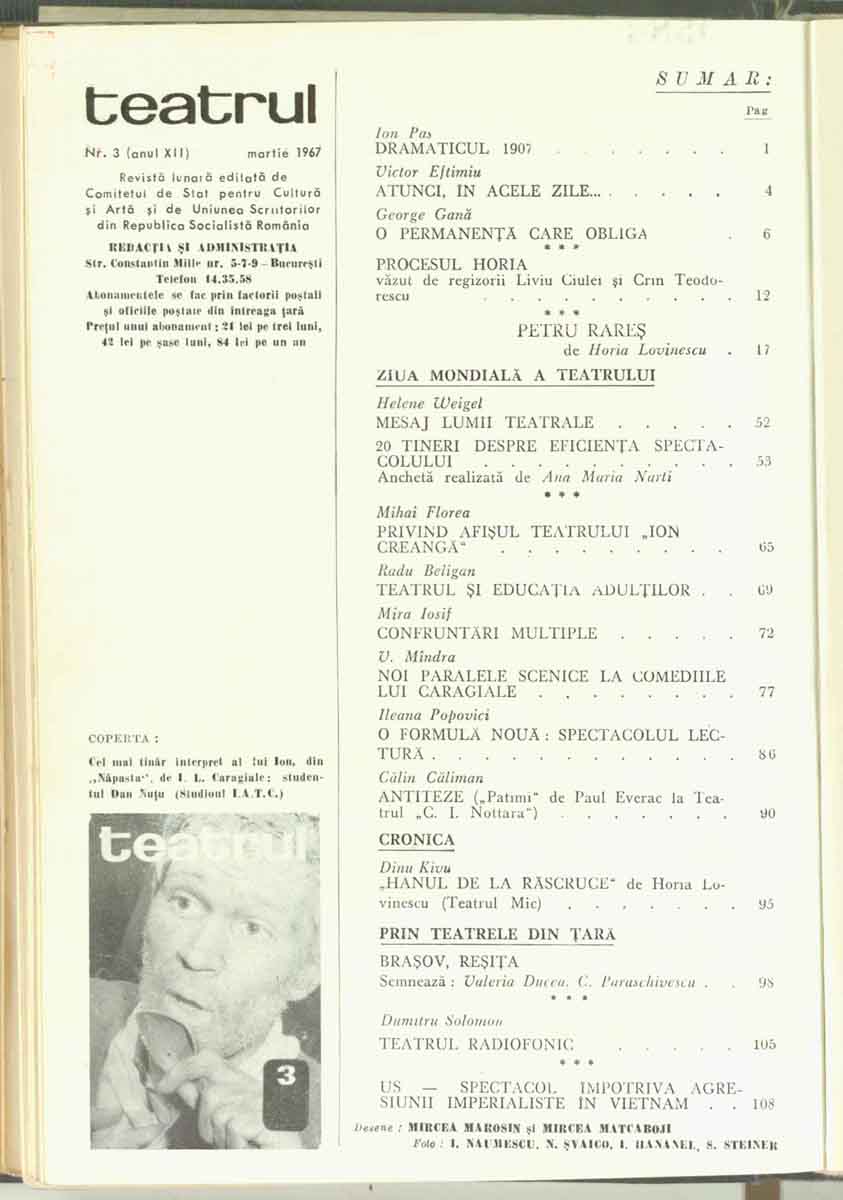 teatrul
Nr. 3 (anul XII) martie 1967
Revistă lunară editată de
Comitetul de Stat pentru Cultură
și Artă și de Uniunea Scriitorilor
din Republica Socialistă România
REDACȚIA ȘI ADMINISTRAȚIA
Str. Constantin Mille nr. 5-7-9 – București
Telefon 14.35.58
Abonamentele se fac prin factorii poștali
și oficiile poștale din întreaga țară
Prețul unui abonament : 21 lei pe trei luni,
42 lei pe șase luni, 84 lei pe un an
COPERTA :
Cel mai tînăr interpret al lui Ion, din
„Năpasta“, de I. L. Caragiale : studen-
tul Dan Nuțu (Studioul I.A.T.C.)
teatrul
3
SUMAR :
Pag
Ion Pas
DRAMATICUL 1907 . . . . . . . 1
Victor Eftimiu
ATUNCI, IN ACELE ZILE... . . . . . 4
George Gană
O PERMANENȚĂ CARE OBLIGA . 6
* * *
PROCESUL HORIA
văzut de regizorii Liviu Ciulei și Crin Teodo-
rescu . . . . . . . . . . 12
* * *
PETRU RAREȘ
de Horia Lovinescu . 17
ZIUA MONDIALĂ A TEATRULUI
Helene Weigel
MESAJ LUMII TEATRALE . . . . . 52
20 TINERI DESPRE EFICIENȚA SPECTA-
COLULUI . . . . . . . . . . 53
Anchetă realizată de Ana Maria Narti
* * *
Mihai Florea
PRIVIND AFIȘUL TEATRULUI „ION
CREANGĂ“ . . . . . . . . . 65
Radu Beligan
TEATRUL ȘI EDUCAȚIA ADULȚILOR . . 69
Mira Iosif
CONFRUNTĂRI MULTIPLE . . . . . 72
V. Mîndra
NOI PARALELE SCENICE LA COMEDIILE
LUI CARAGIALE . . . . . . . . 77
Ileana Popovici
O FORMULĂ NOUĂ : SPECTACOLUL LEC-
TURĂ . . . . . . . . . . . . 86
Călin Căliman
ANTITEZE („Patimi“ de Paul Everac la Tea-
trul „C. I. Nottara“) . . . . . . . 90
CRONICA
Dinu Kivu
„HANUL DE LA RĂSCRUCE“ de Horia Lo-
vinescu (Teatrul Mic) . . . . . . . 95
PRIN TEATRELE DIN ȚARĂ
BRAȘOV, REȘIȚA
Semnează : Valeria Ducea, C. Paraschivescu . . 98
* * *
Dumitru Solomon
TEATRUL RADIOFONIC . . . . . 105
* * *
US — SPECTACOL ÎMPOTRIVA AGRE-
SIUNII IMPERIALISTE ÎN VIETNAM . . 108
Desene : MIRCEA MAROSIN și MIRCEA MATCABOJI
Foto : I. NAUMESCU, N. ȘVAICO, I. HANANEL, S. STEINER